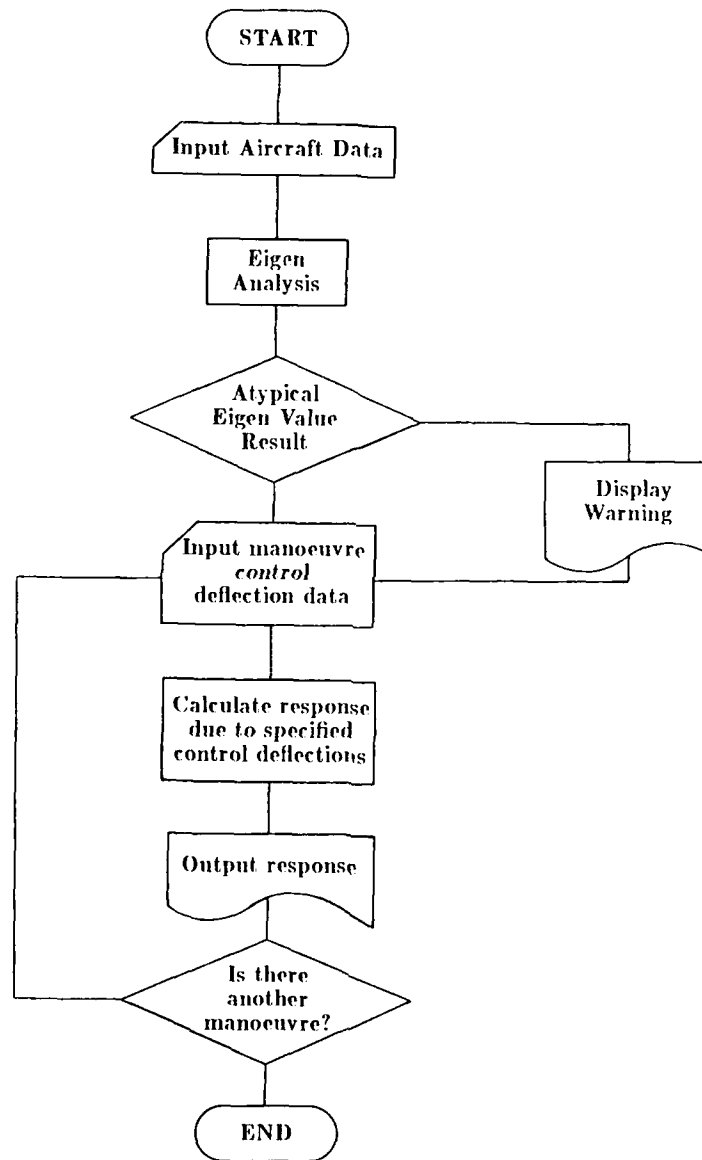 START
Input Aircraft Data
Eigen
Analysis
Atypical
Eigen Value
Result
Display
Warning
Input manoeuvre
control
deflection data
Calculate response
due to specified
control deflections
Output response
Is there
another
manoeuvre?
END